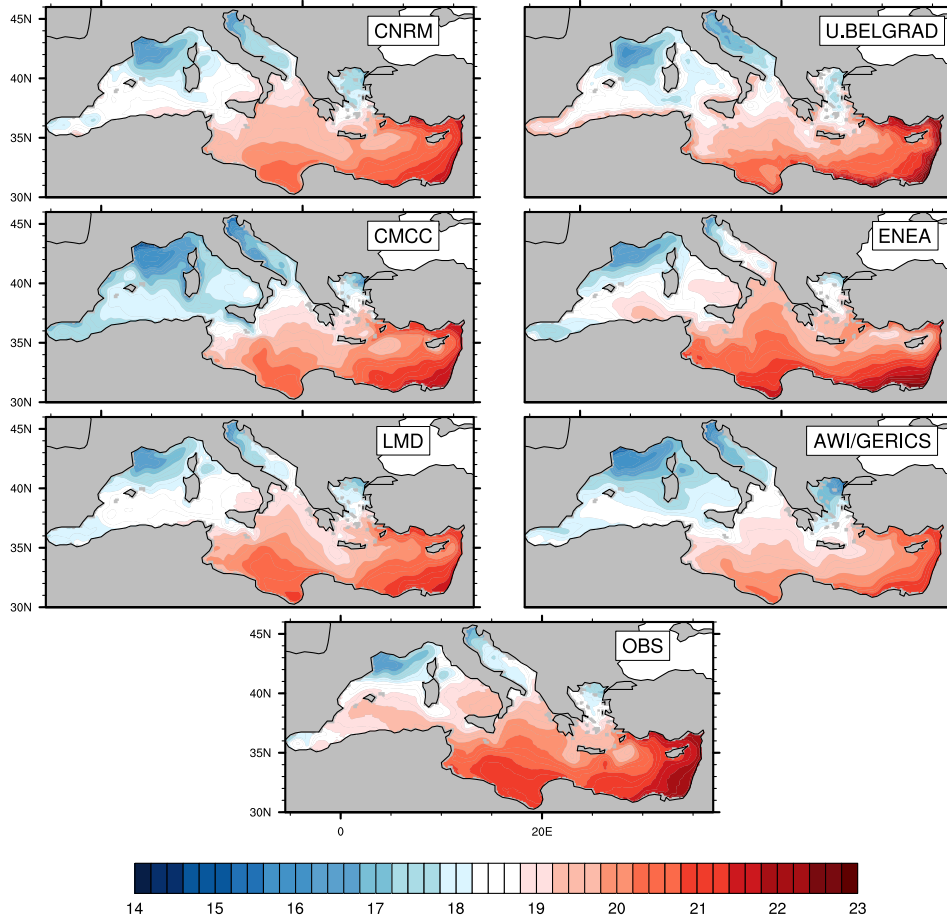 45N
CNRM
U.BELGRAD
40N
35N
30N
45N
CMCC
ENEA
40N
35N
30N
45N
LMD
AWI/GERICS
40N
35N
30N
45N
OBS
40N
35N
30N
0 20E
14 15 16 17 18 19 20 21 22 23